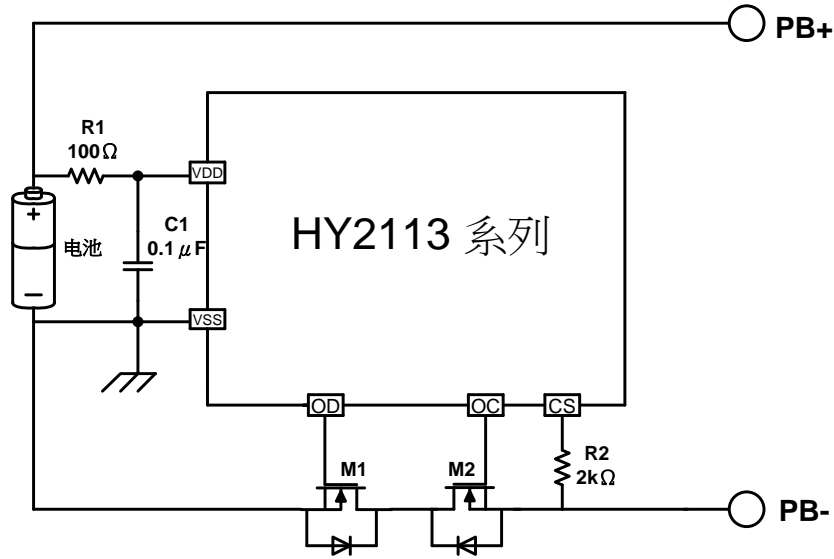 PB+
R1
100Ω
VDD
HY2113 系列
C1
0.1μF
+
电池
−
VSS
OD
OC
CS
M1
M2
R2
2kΩ
PB-